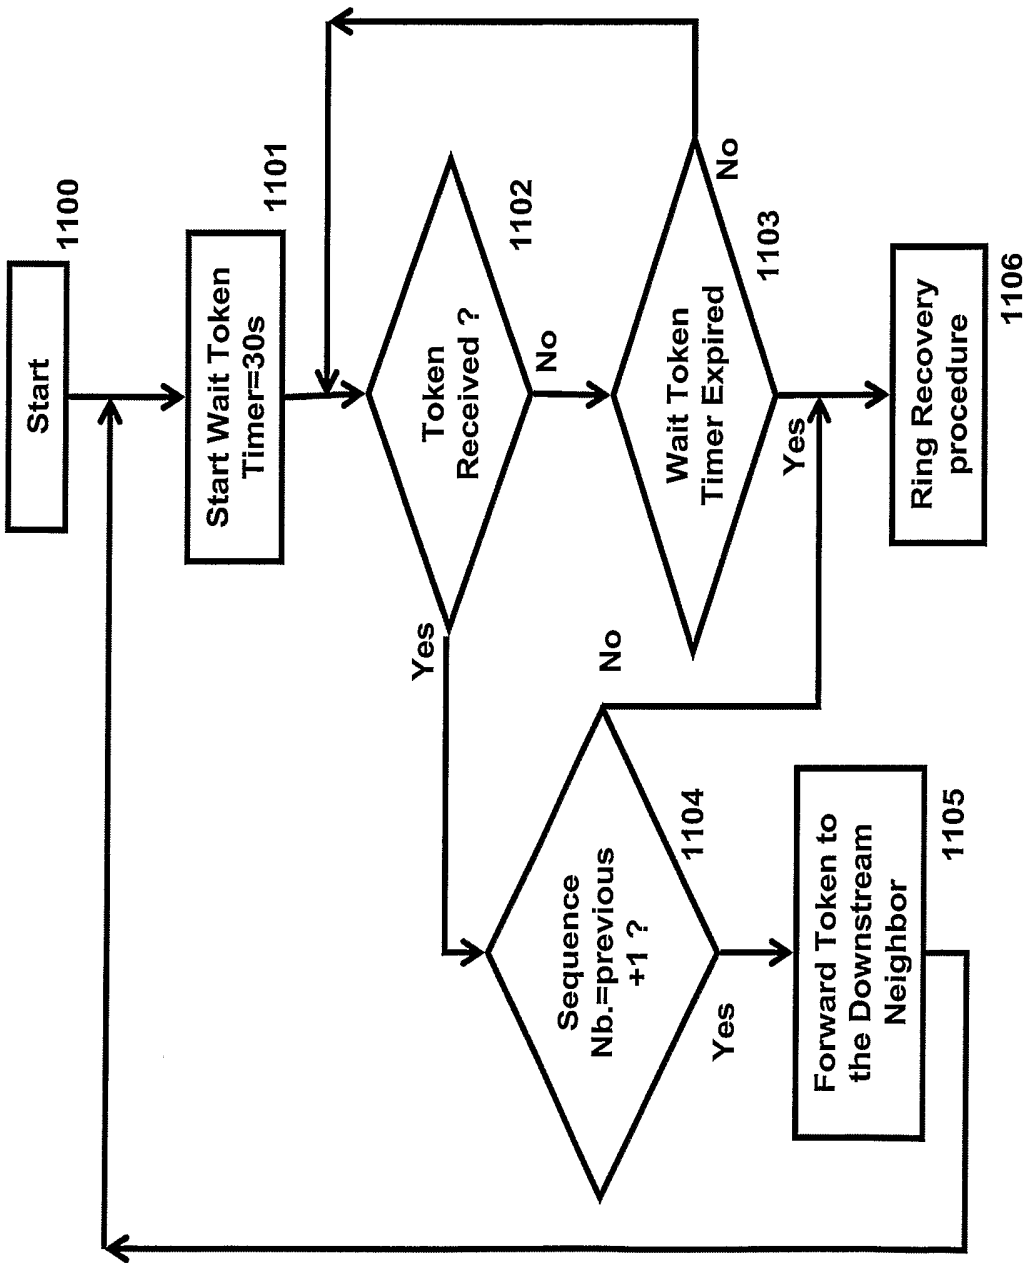 Start
1100
Start Wait Token
Timer=30s
1101
Token
Received ?
1102
Yes
No
Wait Token
Timer Expired
1103
No
Yes
Sequence
Nb.=previous
+1 ?
1104
No
Yes
Forward Token to
the Downstream
Neighbor
1105
Ring Recovery
procedure
1106